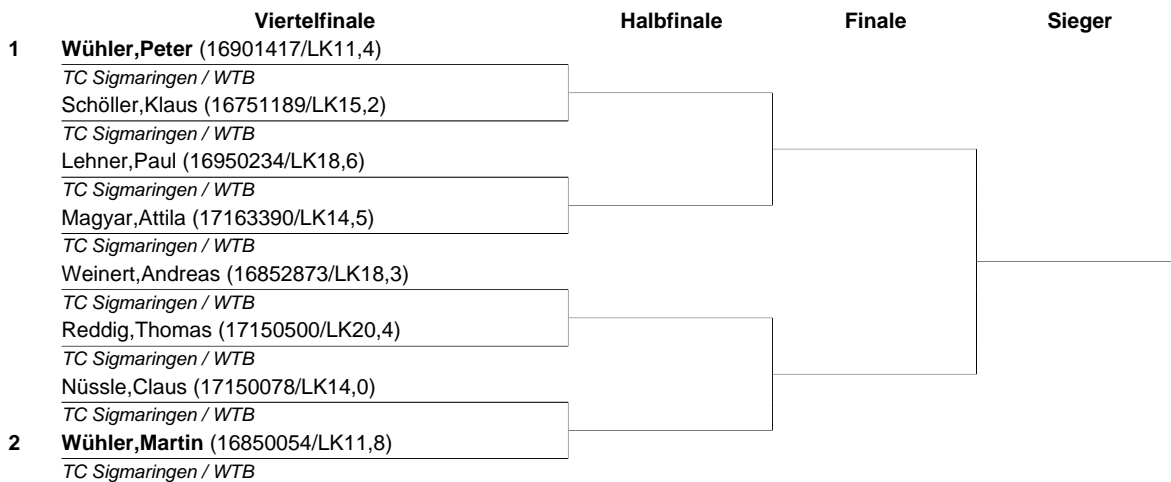 Viertelfinale Halbfinale Finale Sieger
1 Wühler,Peter (16901417/LK11,4)
TC Sigmaringen / WTB
Schöller,Klaus (16751189/LK15,2)
TC Sigmaringen / WTB
Lehner,Paul (16950234/LK18,6)
TC Sigmaringen / WTB
Magyar,Attila (17163390/LK14,5)
TC Sigmaringen / WTB
Weinert,Andreas (16852873/LK18,3)
TC Sigmaringen / WTB
Reddig,Thomas (17150500/LK20,4)
TC Sigmaringen / WTB
Nüssle,Claus (17150078/LK14,0)
TC Sigmaringen / WTB
2 Wühler,Martin (16850054/LK11,8)
TC Sigmaringen / WTB